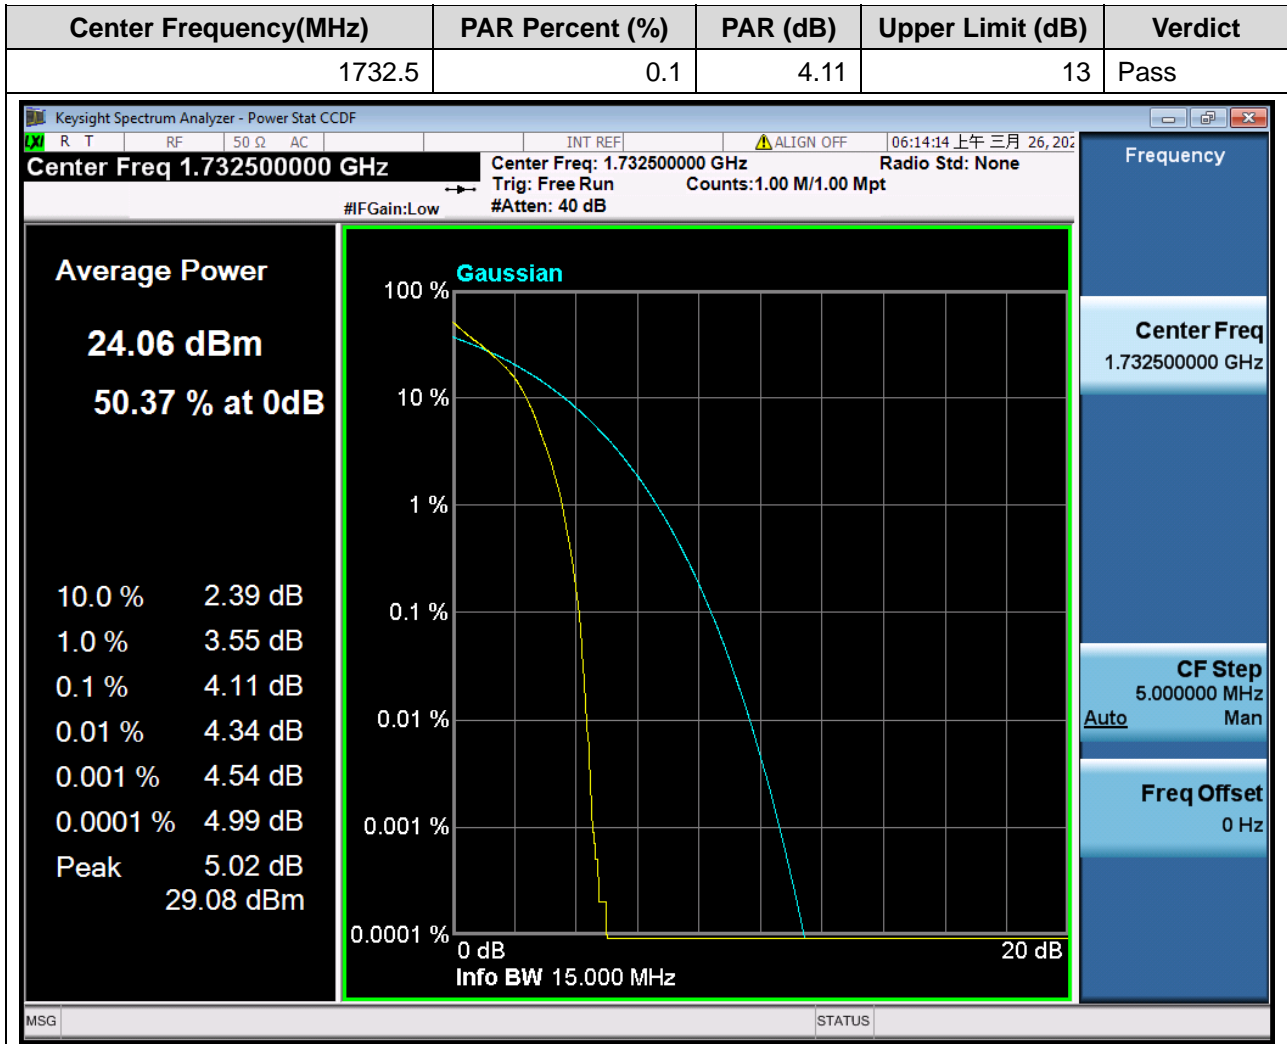 Center Frequency(MHz) PAR Percent (%) PAR (dB) Upper Limit (dB) Verdict
1732.5 0.1 4.11 13 Pass
Keysight Spectrum Analyzer - Power Stat CCDF
LXI R T RF 50 Ω AC INT REF ALIGN OFF 06:14:14 上午 三月 26, 202
Center Freq 1.732500000 GHz
Center Freq: 1.732500000 GHz Radio Std: None
Trig: Free Run Counts:1.00 M/1.00 Mpt
#IFGain:Low #Atten: 40 dB
Average Power
24.06 dBm
50.37 % at 0dB
10.0 % 2.39 dB
1.0 % 3.55 dB
0.1 % 4.11 dB
0.01 % 4.34 dB
0.001 % 4.54 dB
0.0001 % 4.99 dB
Peak 5.02 dB
29.08 dBm
Gaussian
100 %
10 %
1 %
0.1 %
0.01 %
0.001 %
0.0001 %
0 dB 20 dB
Info BW 15.000 MHz
Frequency
Center Freq
1.732500000 GHz
CF Step
5.000000 MHz
Auto Man
Freq Offset
0 Hz
MSG STATUS